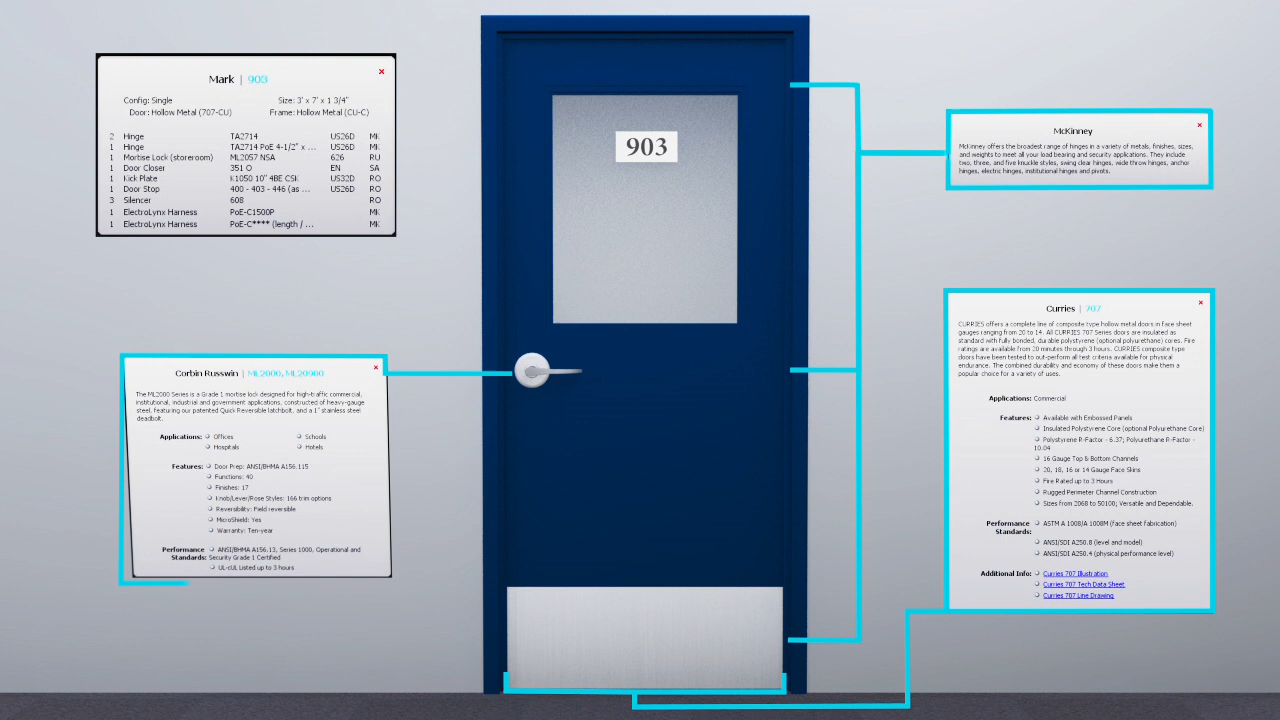 Mark | 903
Config: Single Size: 3' x 7' x 1 3/4"
Door: Hollow Metal (707-CU) Frame: Hollow Metal (CU-C)
2 Hinge TA2714 US26D MK
1 Hinge TA2714 PoE 4-1/2" x ... US26D MK
1 Mortise Lock (storeroom) ML2057 NSA 626 RU
1 Door Closer 351 O EN SA
1 Kick Plate K1050 10" 4BE CSK US32D RO
1 Door Stop 400 - 403 - 446 (as ... US26D RO
3 Silencer 608 RO
1 ElectroLynx Harness PoE-C1500P MK
1 ElectroLynx Harness PoE-C**** (length / ... MK
903
McKinney
McKinney offers the broadest range of hinges in a variety of metals, finishes, sizes,
and weights to meet all your load bearing and security applications. They include
two, three, and five knuckle styles, swing clear hinges, wide throw hinges, anchor
hinges, electric hinges, institutional hinges and pivots.
Corbin Russwin | ML2000, ML20900
The ML2000 Series is a Grade 1 mortise lock designed for high-traffic commercial,
institutional, industrial and government applications, constructed of heavy-gauge
steel, featuring our patented Quick Reversible latchbolt, and a 1" stainless steel
deadbolt.
Applications: Offices Schools
Hospitals Hotels
Features: Door Prep: ANSI/BHMA A156.115
Functions: 40
Finishes: 17
Knob/Lever/Rose Styles: 166 trim options
Reversibility: Field reversible
MicroShield: Yes
Warranty: Ten-year
Performance ANSI/BHMA A156.13, Series 1000, Operational and
Standards: Security Grade 1 Certified
UL-cUL Listed up to 3 hours
Curries | 707
CURRIES offers a complete line of composite type hollow metal doors in face sheet
gauges ranging from 20 to 14. All CURRIES 707 Series doors are insulated as
standard with fully bonded, durable polystyrene (optional polyurethane) cores. Fire
ratings are available from 20 minutes through 3 hours. CURRIES composite type
doors have been tested to out-perform all test criteria available for physical
endurance. The combined durability and economy of these doors make them a
popular choice for a variety of uses.
Applications: Commercial
Features: Available with Embossed Panels
Insulated Polystyrene Core (optional Polyurethane Core)
Polystyrene R-Factor - 6.37; Polyurethane R-Factor -
10.04
16 Gauge Top & Bottom Channels
20, 18, 16 or 14 Gauge Face Skins
Fire Rated up to 3 Hours
Rugged Perimeter Channel Construction
Sizes from 2068 to 50100; Versatile and Dependable.
Performance ASTM A 1008/A 1008M (face sheet fabrication)
Standards:
ANSI/SDI A250.8 (level and model)
ANSI/SDI A250.4 (physical performance level)
Additional Info: Curries 707 Illustration
Curries 707 Tech Data Sheet
Curries 707 Line Drawing